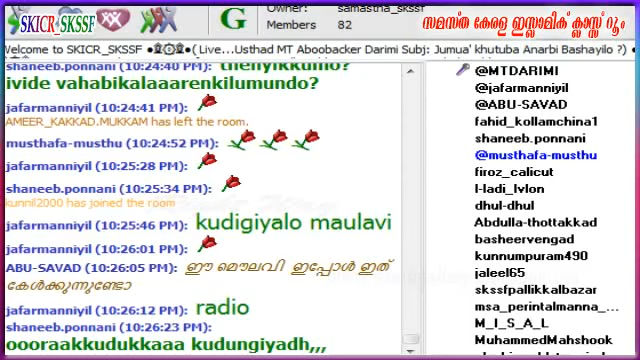 SKICR_SKSSF
Owner: samastha_skssf
Members 82
സമസ്ത കേരള ഇസ്ലാമിക് ക്ലാസ്സ് റൂം
Welcome to SKICR_SKSSF (Live...Usthad MT Aboobacker Darimi Subj: Jumua' khutuba Anarbi Bashayilo ?)
shaneeb.ponnani (10:24:40 PM): thenyikkumo?
ivide vahabikalaaarenkilumundo?
jafarmanniyil (10:24:41 PM):
AMEER_KAKKAD.MUKKAM has left the room.
musthafa-musthu (10:24:52 PM):
jafarmanniyil (10:25:28 PM):
shaneeb.ponnani (10:25:34 PM):
kunnil2000 has joined the room
jafarmanniyil (10:25:46 PM): kudigiyalo maulavi
jafarmanniyil (10:26:01 PM):
ABU-SAVAD (10:26:05 PM): ഈ മൌലവി ഇപ്പോൾ ഇത്
കേൾക്കുന്നുണ്ടോ
jafarmanniyil (10:26:12 PM): radio
shaneeb.ponnani (10:26:23 PM):
oooraakkudukkaaa kudungiyadh,,,
@MTDARIMI
@jafarmanniyil
@ABU-SAVAD
fahid_kollamchina1
shaneeb.ponnani
@musthafa-musthu
firoz_calicut
l-ladi_lvlon
dhul-dhul
Abdulla-thottakkad
basheervengad
kunnumpuram490
jaleel65
skssfpallikkalbazar
msa_perintalmanna_...
M_I_S_A_L
MuhammedMahshook